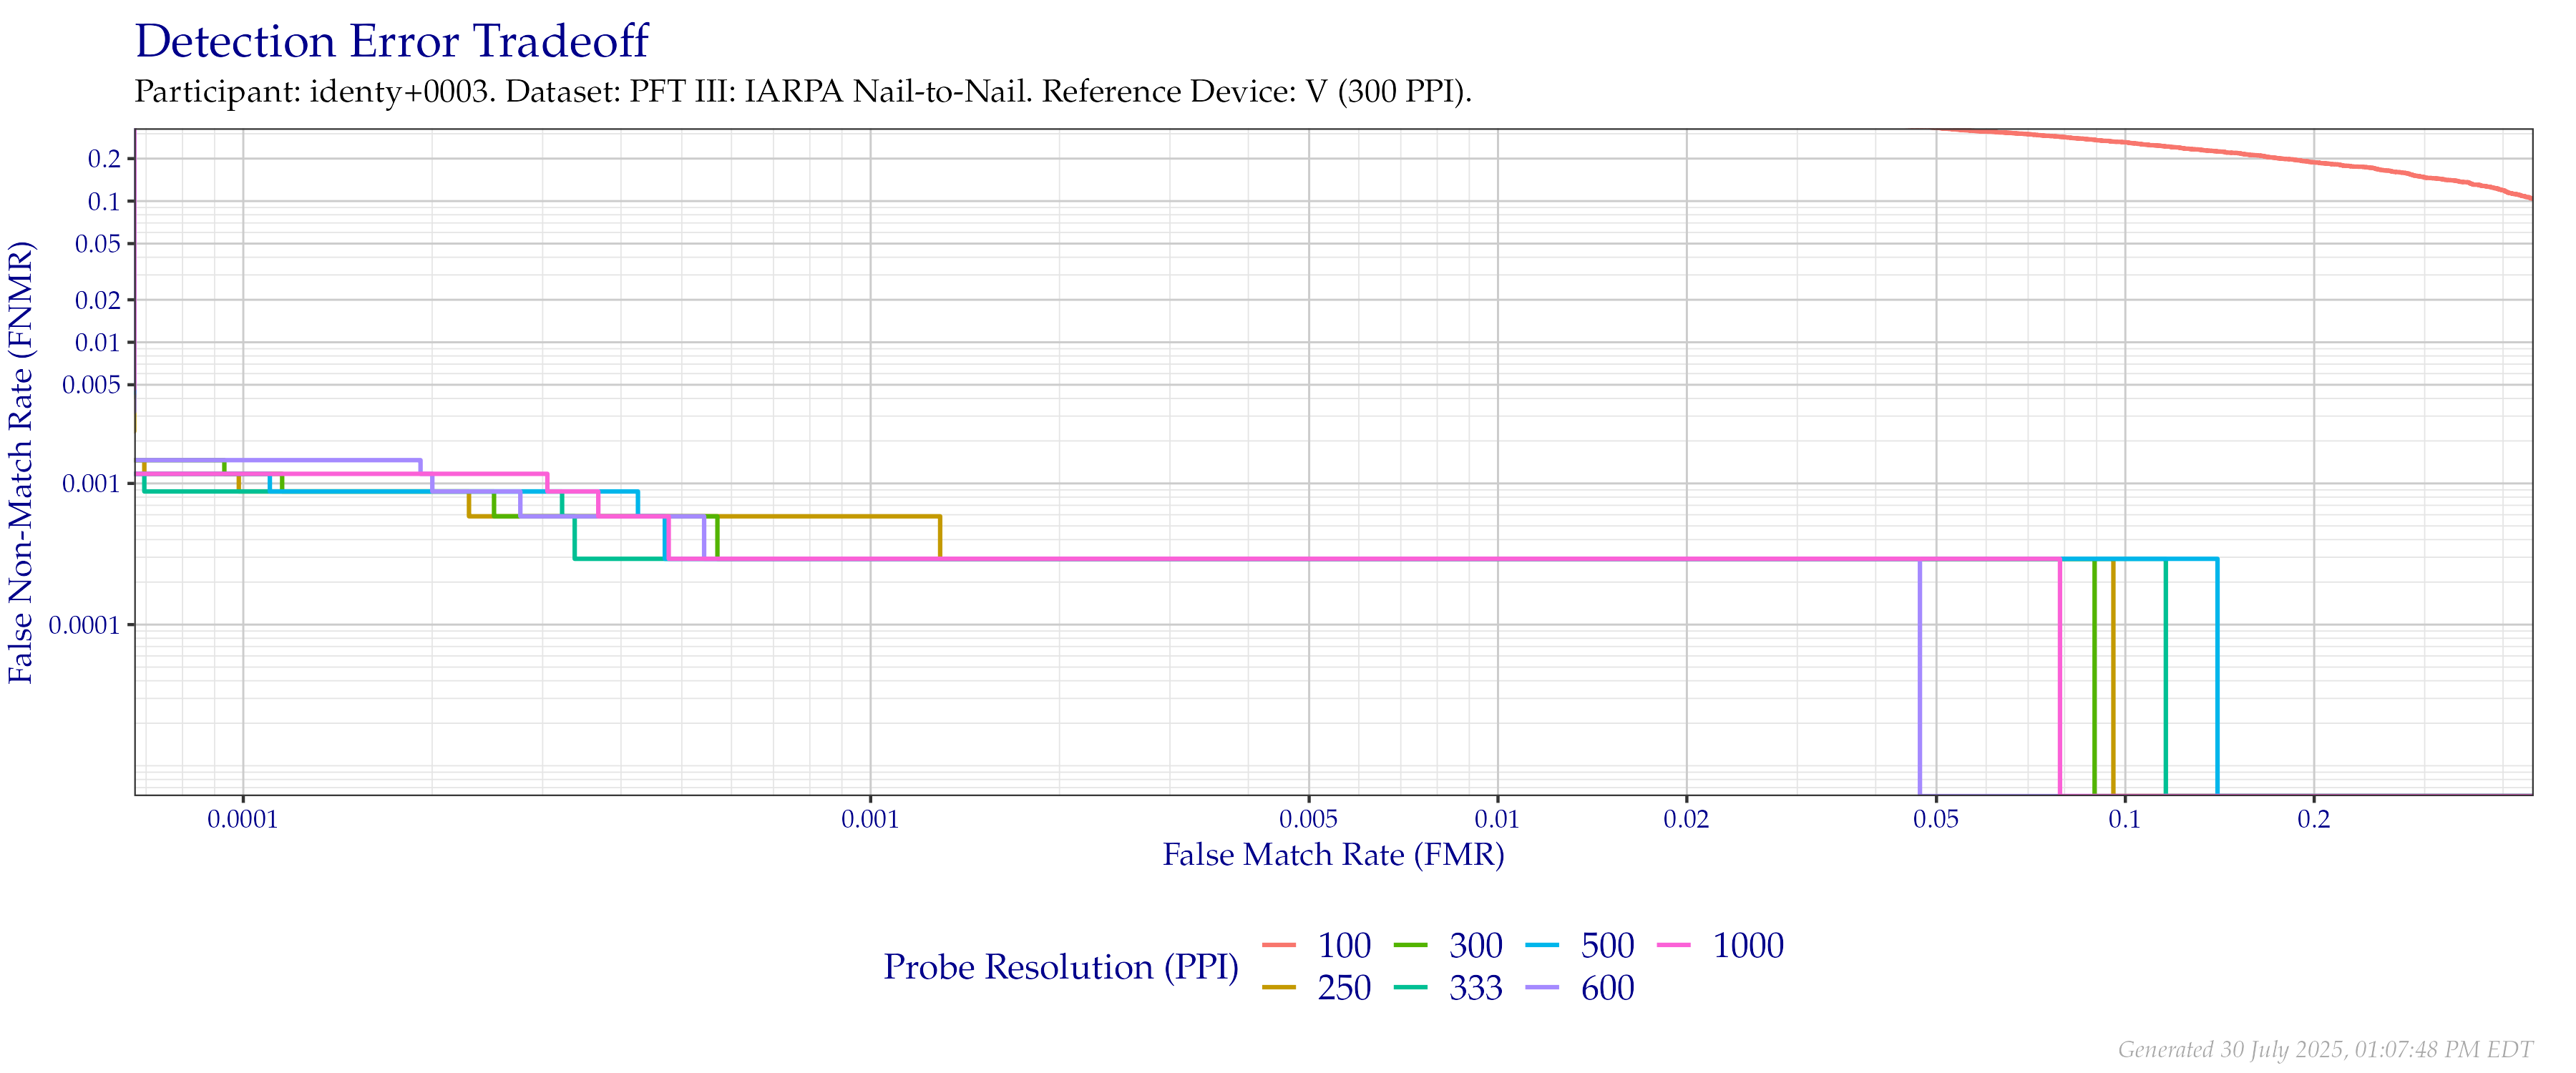 Detection Error Tradeoff
Participant: identy+0003. Dataset: PFT III: IARPA Nail-to-Nail. Reference Device: V (300 PPI).
False Non-Match Rate (FNMR)
0.2
0.1
0.05
0.02
0.01
0.005
0.001
0.0001
0.0001 0.001 0.005 0.01 0.02 0.05 0.1 0.2
False Match Rate (FMR)
Probe Resolution (PPI)
100 300 500 1000
250 333 600
Generated 30 July 2025, 01:07:48 PM EDT